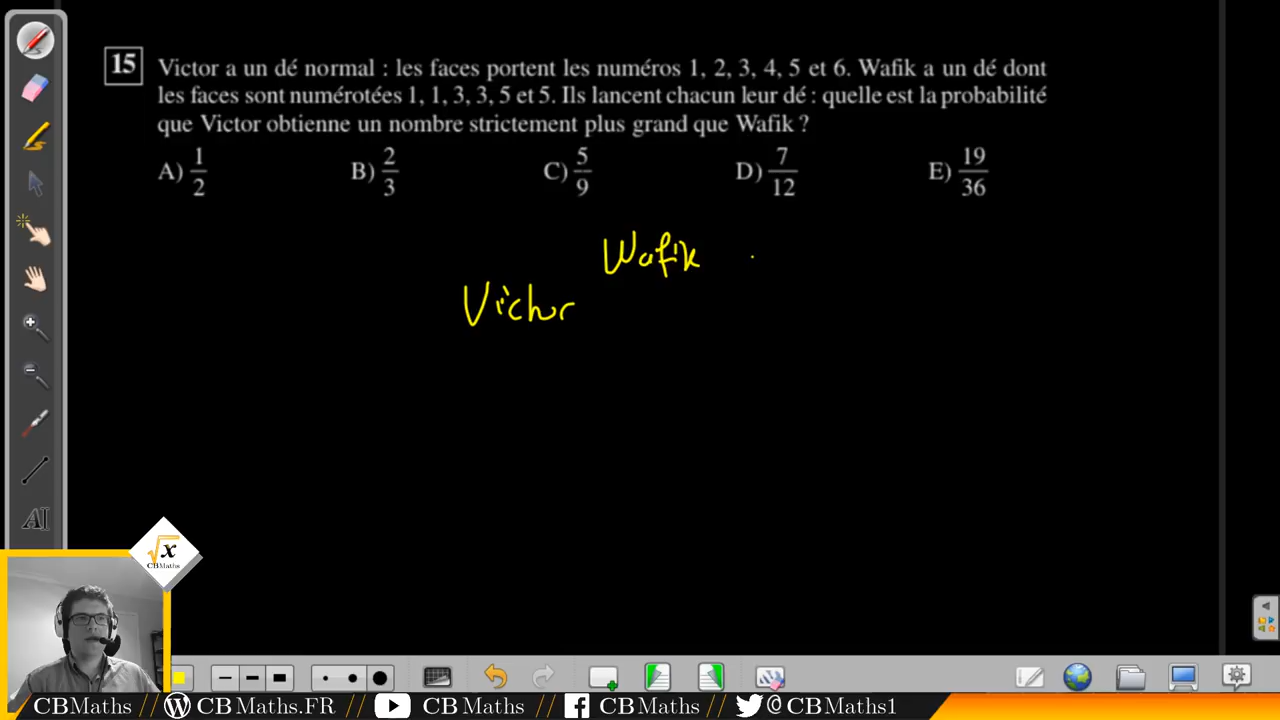 15 Victor a un dé normal : les faces portent les numéros 1, 2, 3, 4, 5 et 6. Wafik a un dé dont
les faces sont numérotées 1, 1, 3, 3, 5 et 5. Ils lancent chacun leur dé : quelle est la probabilité
que Victor obtienne un nombre strictement plus grand que Wafik ?
A) 1/2 B) 2/3 C) 5/9 D) 7/12 E) 19/36
Wafik
Victor
AI
√x
CBMaths
CBMaths // CBMaths.FR // CBMaths // CBMaths // @CBMaths1